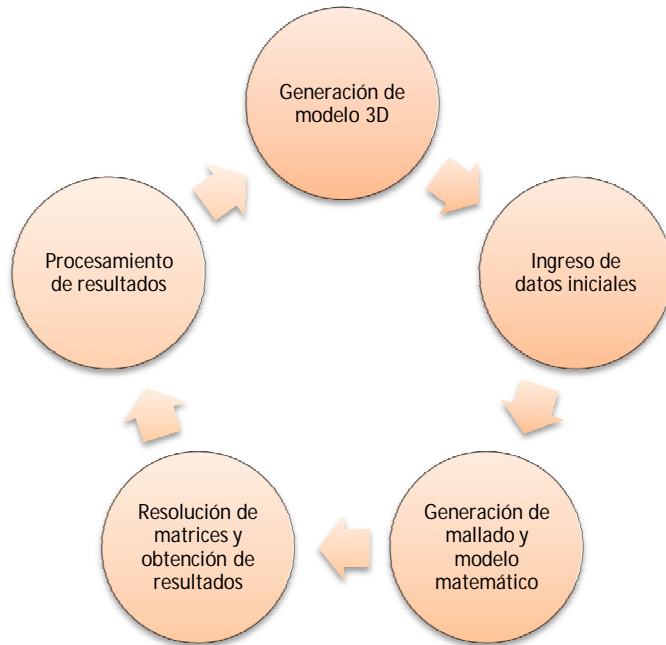 Generación de
modelo 3D
Ingreso de
datos iniciales
Generación de
mallado y
modelo
matemático
Resolución de
matrices y
obtención de
resultados
Procesamiento
de resultados